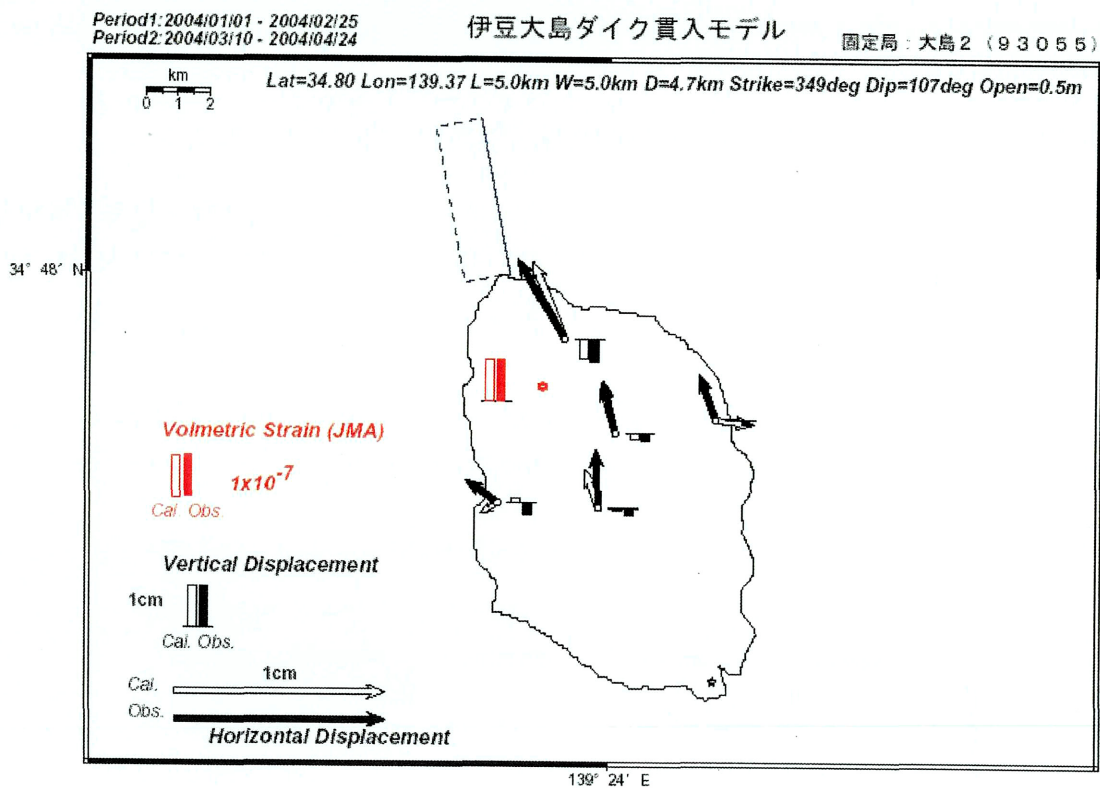 Period1:2004/01/01 - 2004/02/25
Period2:2004/03/10 - 2004/04/24
伊豆大島ダイク貫入モデル
固定局：大島2（93055）
km
0 1 2
Lat=34.80 Lon=139.37 L=5.0km W=5.0km D=4.7km Strike=349deg Dip=107deg Open=0.5m
34° 48′ N
Volmetric Strain (JMA)
1x10⁻⁷
Cal Obs.
Vertical Displacement
1cm
Cal. Obs.
1cm
Cal.
Obs.
Horizontal Displacement
139° 24′ E